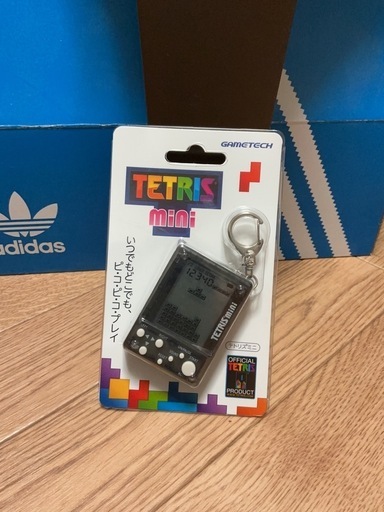 GAMETECH
TETRIS
mini
adidas
いつでもどこでも、
ピ・コ・ピ・コ・プレイ
12340
TETRIS mini
テトリスミニ
OFFICIAL
TETRIS
PRODUCT